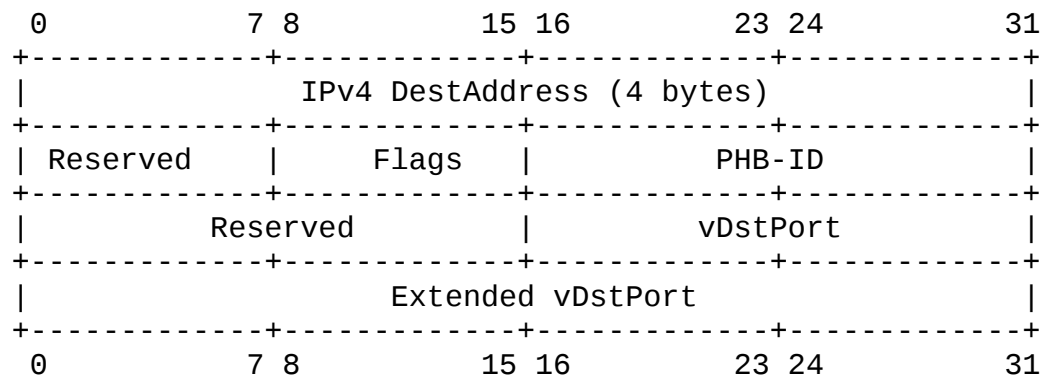 0 7 8 15 16 23 24 31
+-------------+-------------+-------------+-------------+
| IPv4 DestAddress (4 bytes) |
+-------------+-------------+-------------+-------------+
| Reserved | Flags | PHB-ID |
+-------------+-------------+-------------+-------------+
| Reserved | vDstPort |
+-------------+-------------+-------------+-------------+
| Extended vDstPort |
+-------------+-------------+-------------+-------------+
0 7 8 15 16 23 24 31